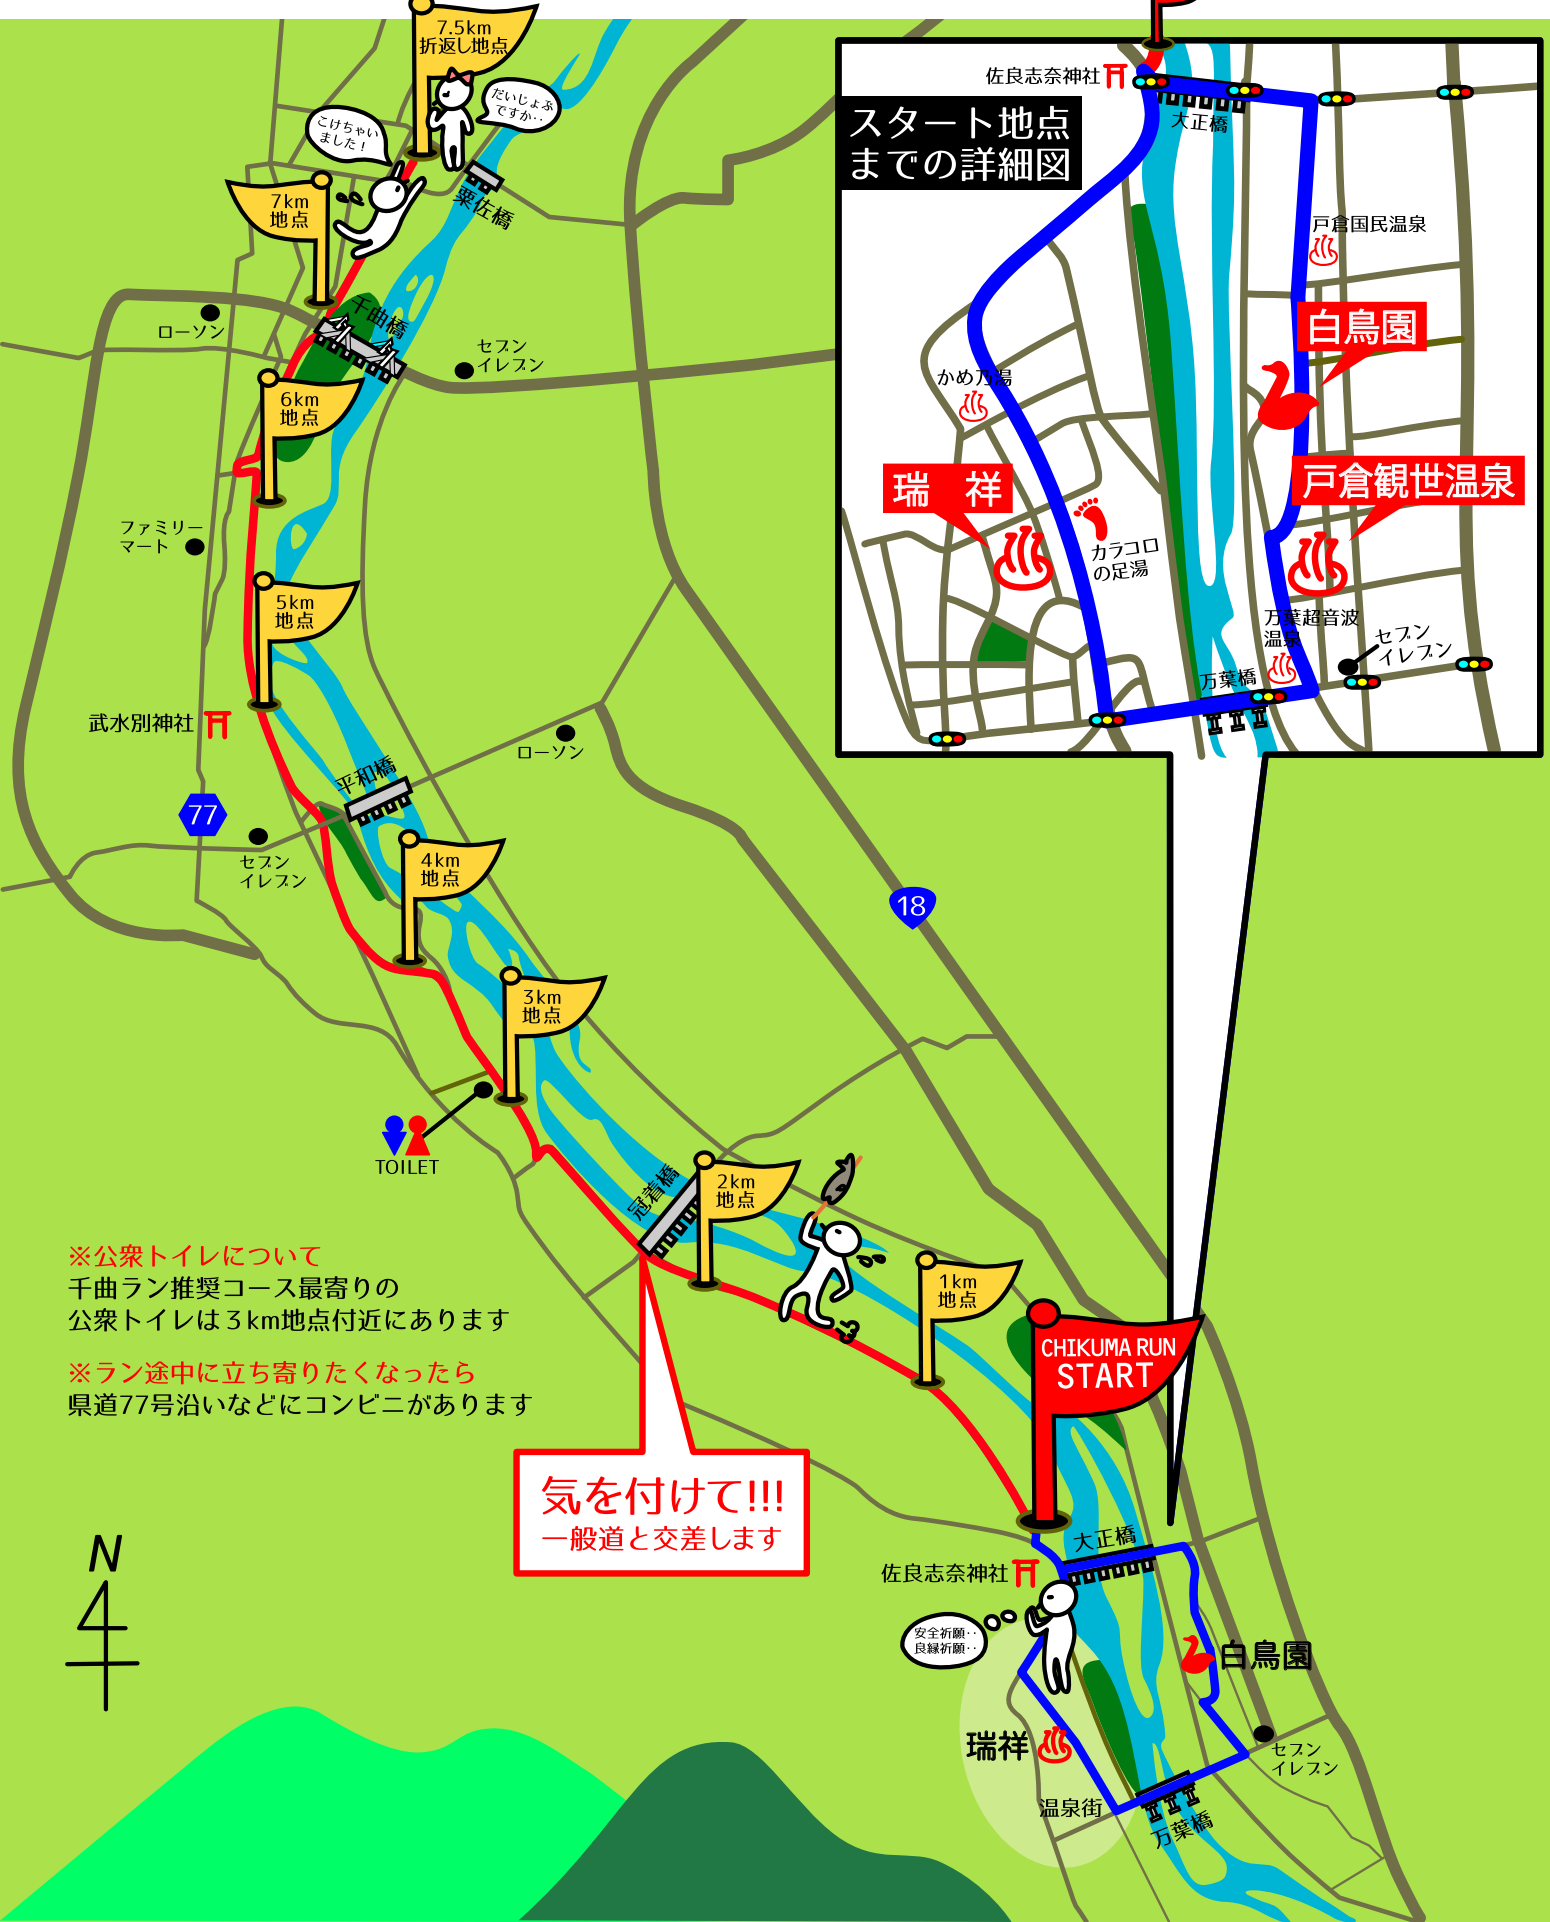 7.5km
折返し地点
だいじょぶ
ですか‥
こけちゃい
ました！
7km
地点
粟佐橋
千曲橋
ローソン
セブン
イレブン
6km
地点
ファミリー
マート
5km
地点
武水別神社
平和橋
ローソン
77
セブン
イレブン
4km
地点
18
3km
地点
TOILET
冠着橋
2km
地点
1km
地点
※公衆トイレについて
千曲ラン推奨コース最寄りの
公衆トイレは３km地点付近にあります
※ラン途中に立ち寄りたくなったら
県道77号沿いなどにコンビニがあります
気を付けて!!!
一般道と交差します
CHIKUMA RUN
START
大正橋
佐良志奈神社
安全祈願‥
良縁祈願‥
白鳥園
瑞祥
セブン
イレブン
温泉街
万葉橋
N
スタート地点
までの詳細図
佐良志奈神社
大正橋
戸倉国民温泉
白鳥園
かめ乃湯
瑞　祥
戸倉観世温泉
カラコロ
の足湯
万葉超音波
温泉
セブン
イレブン
万葉橋